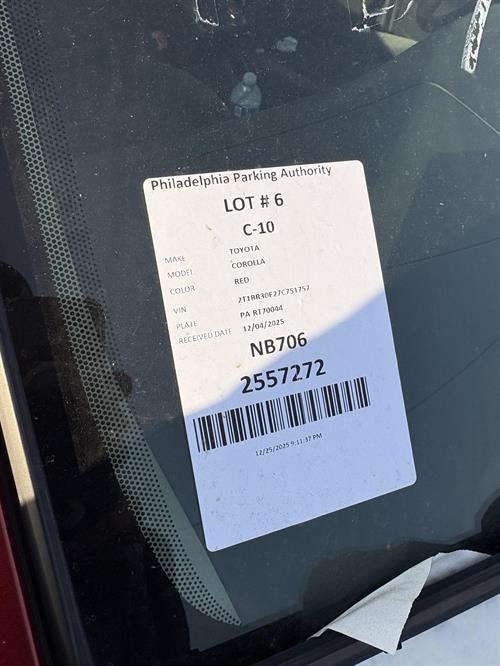 Philadelphia Parking Authority
LOT # 6
C-10
MAKE TOYOTA
MODEL COROLLA
COLOR RED
VIN 2T1BR30E27C751757
PLATE PA RT70044
RECEIVED DATE 12/04/2025
NB706
2557272
12/25/2025 9:11:37 PM